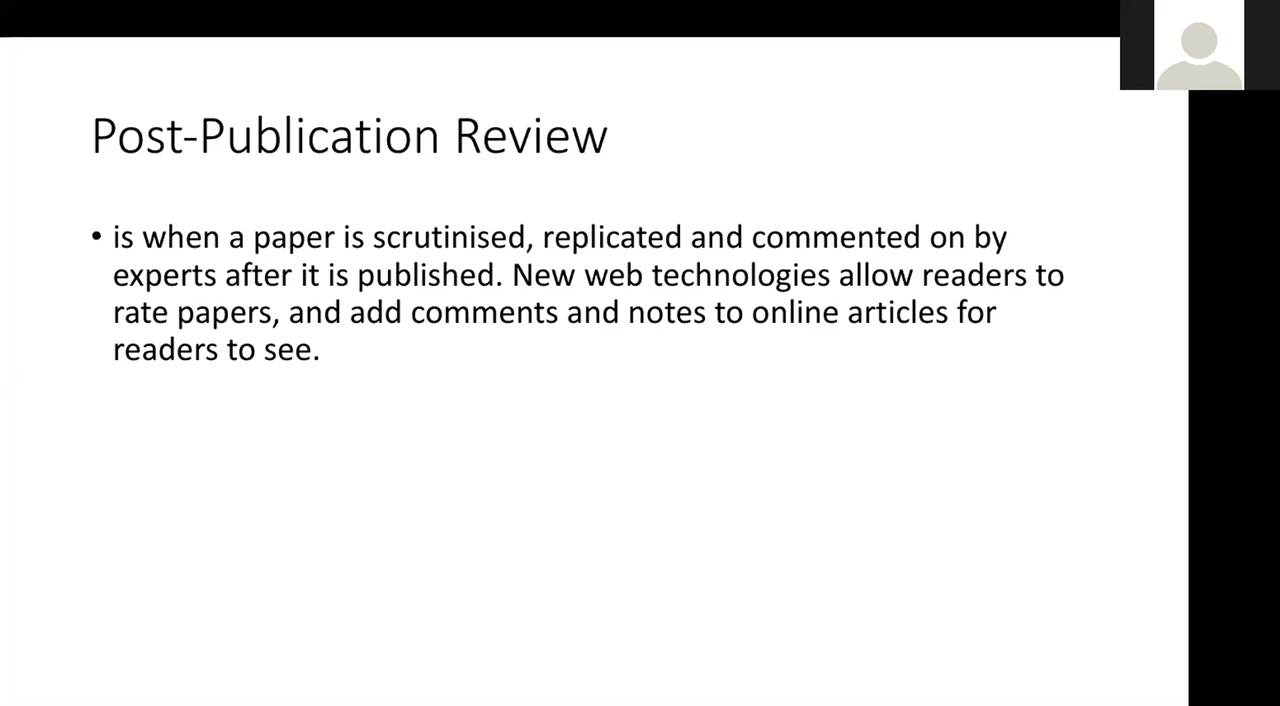 Post-Publication Review
• is when a paper is scrutinised, replicated and commented on by
experts after it is published. New web technologies allow readers to
rate papers, and add comments and notes to online articles for
readers to see.